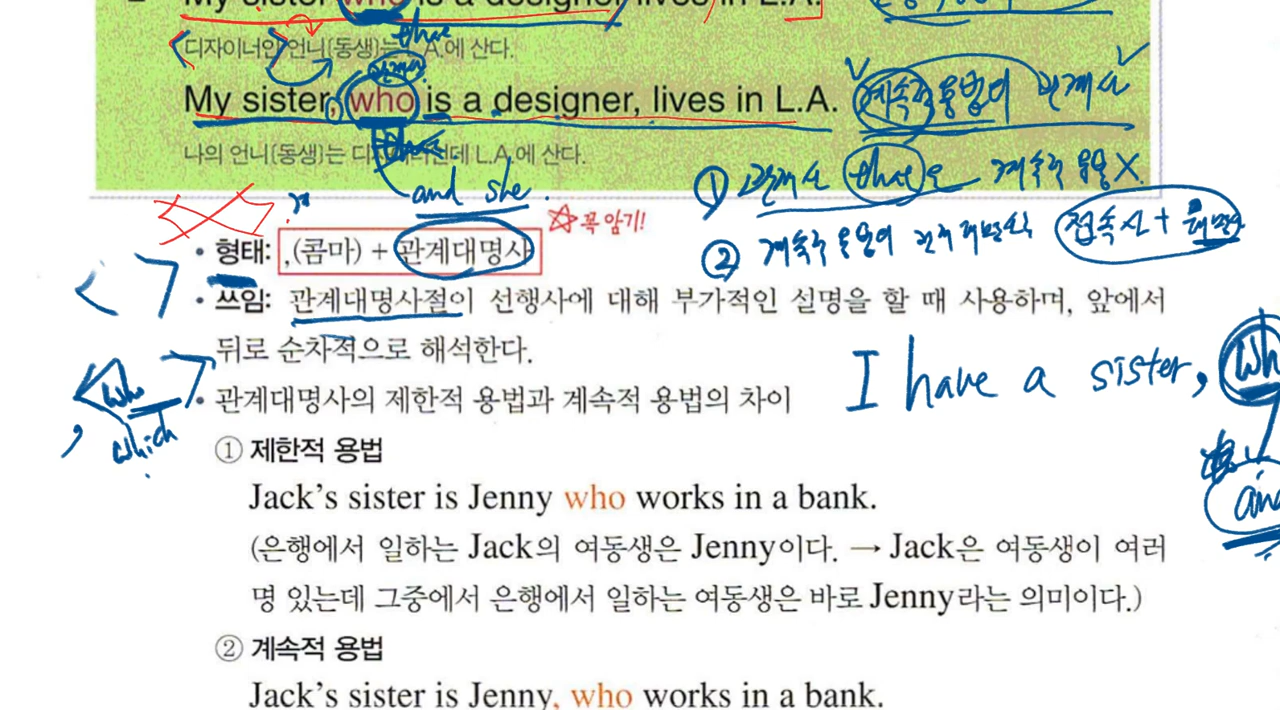 My sister who is a designer, lives in L.A.
that
디자이너인 언니(동생)는 L.A.에 산다.
관계사
My sister, who is a designer, lives in L.A. 계속적 용법의 관계사
나의 언니(동생)는 디자이너인데 L.A.에 산다.
that
and she
① 관계사 that은 계속적 용용 X
꼭 암기!
② 계속적 용용의 관계대명사 접속사 + 대명사
• 형태: ,(콤마) + 관계대명사
• 쓰임: 관계대명사절이 선행사에 대해 부가적인 설명을 할 때 사용하며, 앞에서
뒤로 순차적으로 해석한다.
I have a sister, wh
who
, which
• 관계대명사의 제한적 용법과 계속적 용법의 차이
and
① 제한적 용법
Jack's sister is Jenny who works in a bank.
(은행에서 일하는 Jack의 여동생은 Jenny이다. → Jack은 여동생이 여러
명 있는데 그중에서 은행에서 일하는 여동생은 바로 Jenny라는 의미이다.)
② 계속적 용법
Jack's sister is Jenny, who works in a bank.